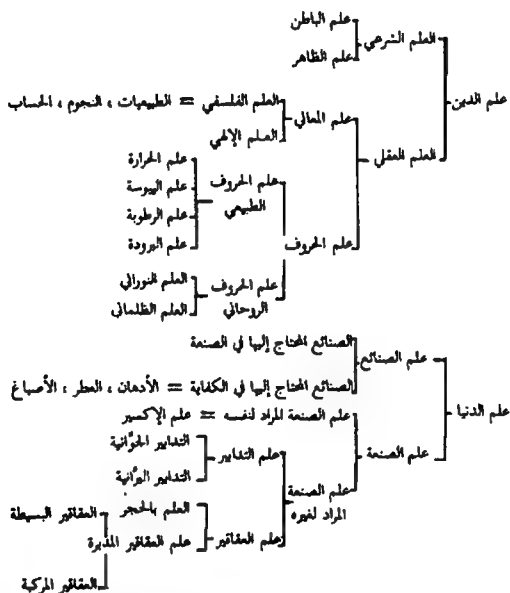 علم الباطن
العلم الشرعي
علم الظاهر
علم الدين
العلم الفلسفي = الطبيعيات ، النجوم ، الحساب
علم المعاني
العلم الإلهي
العلم العقلي
علم الحرارة
علم الحروف الطبيعي
علم اليبوسة
علم الرطوبة
علم البرودة
علم الحروف
العلم النوراني
علم الحروف الروحاني
العلم الظلماني
الصنائع المحتاج إليها في الصنعة
علم الصنائع
الصنائع المحتاج إليها في الكفاية = الأدهان ، العطر ، الأصباغ
علم الدنيا
علم الصنعة المراد لنفسه = علم الإكسير
علم الصنعة
التدابير الجوّانية
علم التدابير
التدابير البرّانية
علم الصنعة المراد لغيره
العلم بالحجر
العقاقير البسيطة
علم العقاقير
علم العقاقير المدبرة
العقاقير المركبة